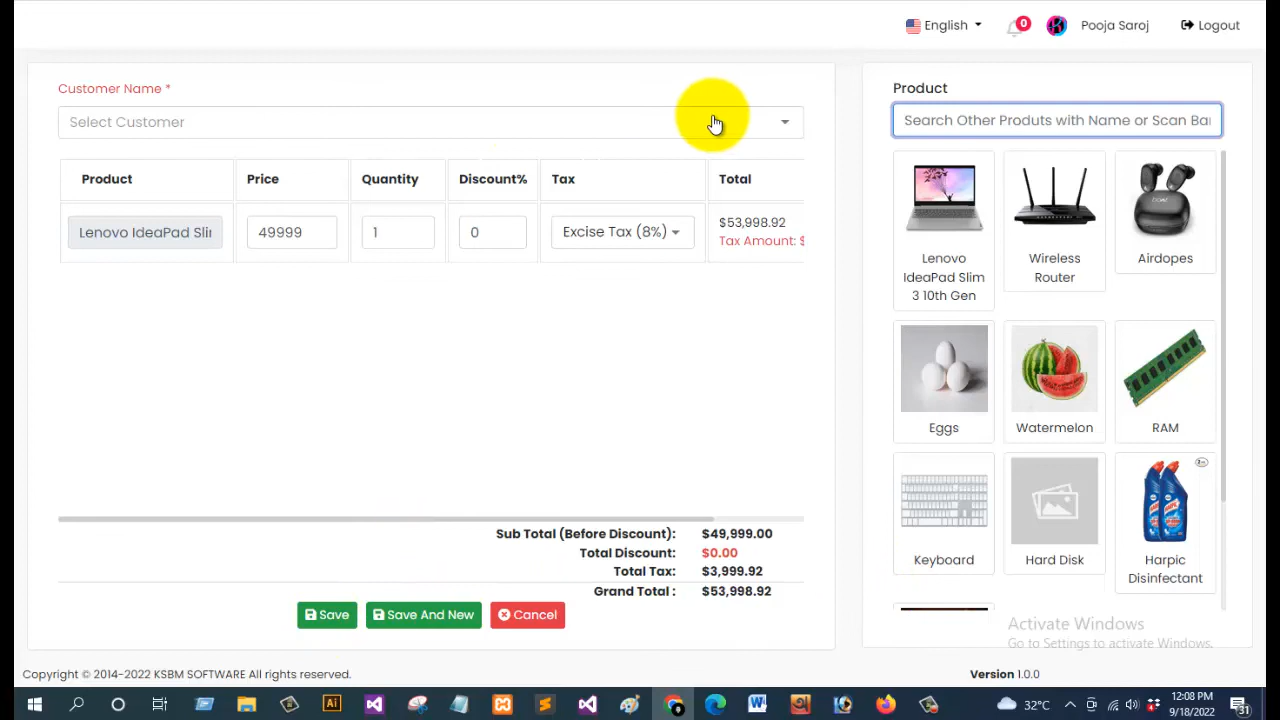 English
0
Pooja Saroj
Logout
Customer Name *
Select Customer
Product Price Quantity Discount% Tax Total
Lenovo IdeaPad Sli
49999
1
0
Excise Tax (8%)
$53,998.92
Tax Amount: $
Sub Total (Before Discount): $49,999.00
Total Discount: $0.00
Total Tax: $3,999.92
Grand Total : $53,998.92
Save
Save And New
Cancel
Product
Search Other Produts with Name or Scan Bar
Lenovo
IdeaPad Slim
3 10th Gen
Wireless
Router
Airdopes
Eggs
Watermelon
RAM
Keyboard
Hard Disk
Harpic
Disinfectant
Activate Windows
Go to Settings to activate Windows.
Copyright © 2014-2022 KSBM SOFTWARE All rights reserved.
Version 1.0.0
32°C
12:08 PM
9/18/2022
31